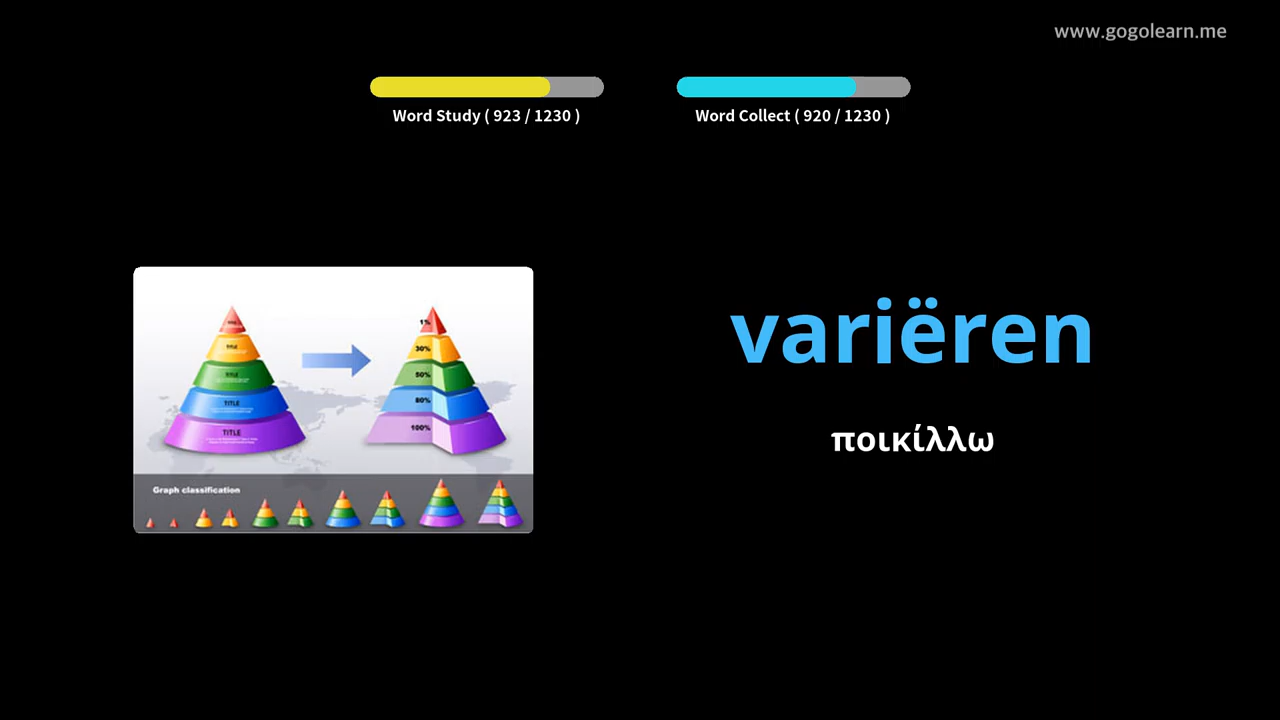 www.gogolearn.me
Word Study ( 923 / 1230 )
Word Collect ( 920 / 1230 )
variëren
ποικίλλω
TITLE
TITLE
TITLE
TITLE
1%
30%
50%
80%
100%
Graph classification